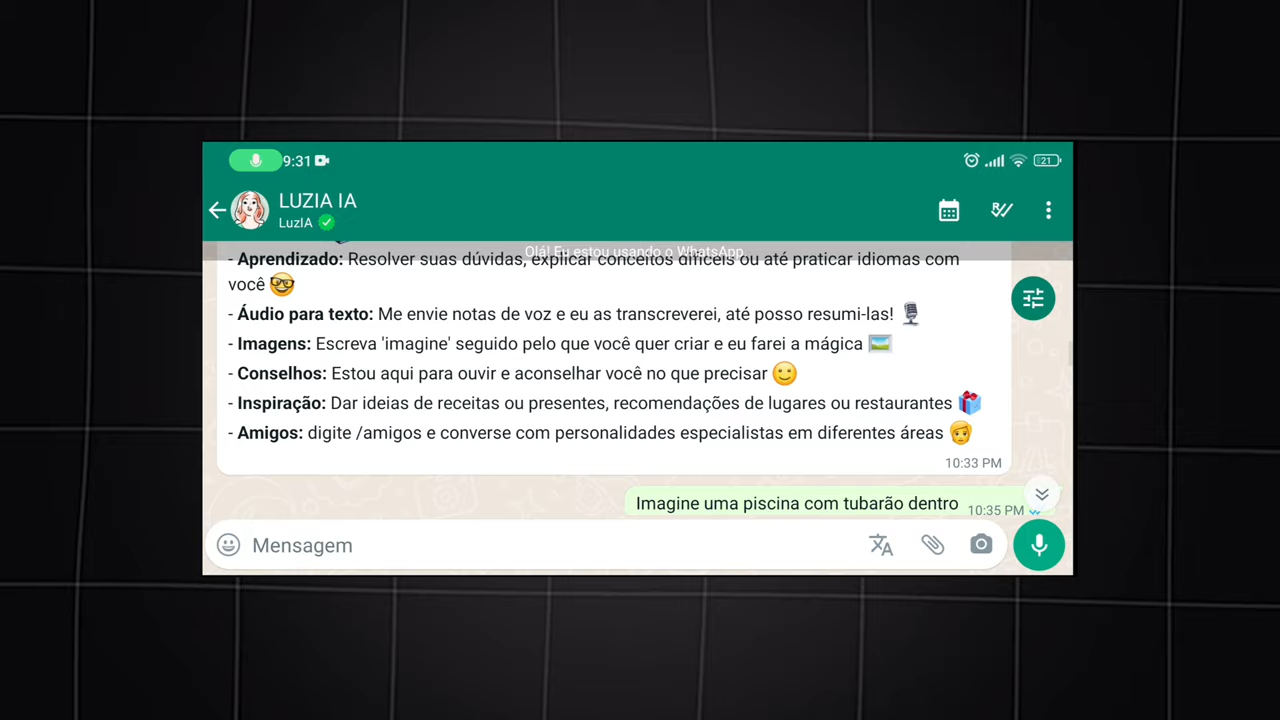 9:31
21
LUZIA IA
LuzIA
Olá! Eu estou usando o WhatsApp.
- Aprendizado: Resolver suas dúvidas, explicar conceitos difíceis ou até praticar idiomas com
você 🤓
- Áudio para texto: Me envie notas de voz e eu as transcreverei, até posso resumi-las! 🎙️
- Imagens: Escreva 'imagine' seguido pelo que você quer criar e eu farei a mágica 🖼️
- Conselhos: Estou aqui para ouvir e aconselhar você no que precisar 🙂
- Inspiração: Dar ideias de receitas ou presentes, recomendações de lugares ou restaurantes 🎁
- Amigos: digite /amigos e converse com personalidades especialistas em diferentes áreas 🧑
10:33 PM
Imagine uma piscina com tubarão dentro 10:35 PM
Mensagem